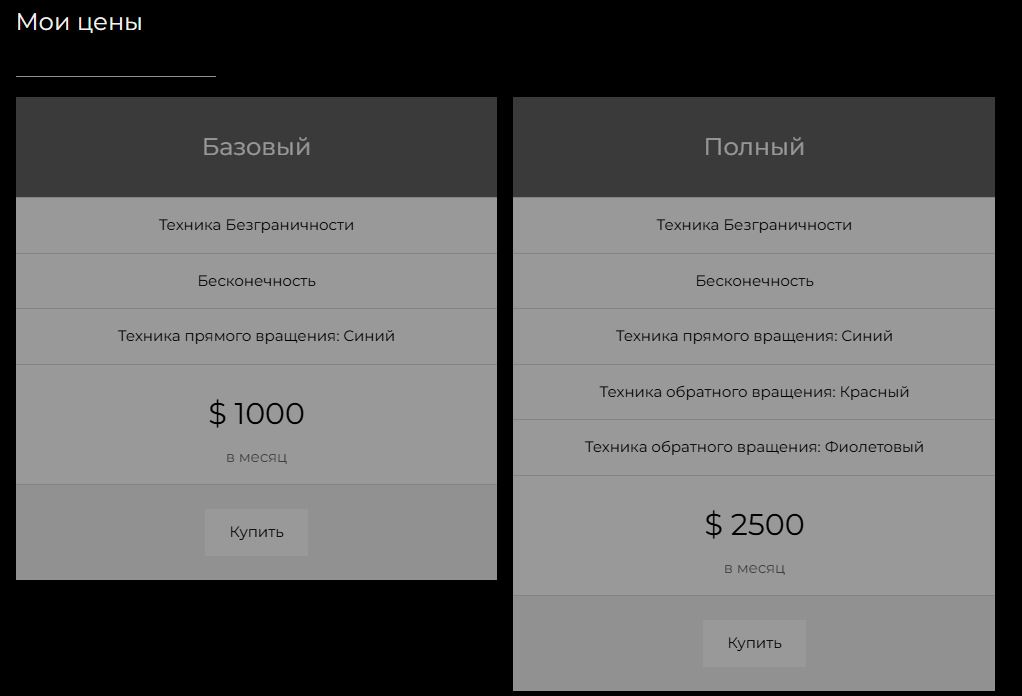 Мои цены
Базовый
Техника Безграничности
Бесконечность
Техника прямого вращения: Синий
$ 1000
в месяц
Купить
Полный
Техника Безграничности
Бесконечность
Техника прямого вращения: Синий
Техника обратного вращения: Красный
Техника обратного вращения: Фиолетовый
$ 2500
в месяц
Купить